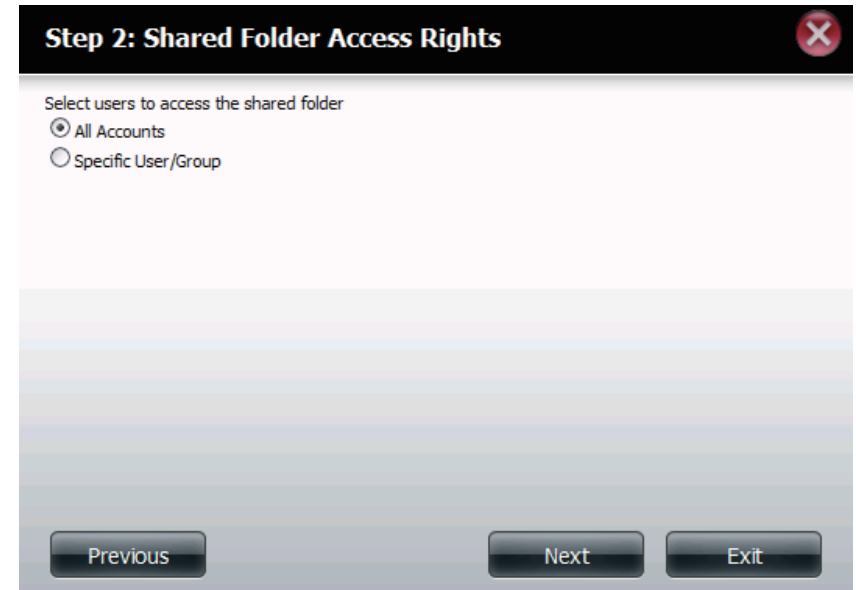 Step 2: Shared Folder Access Rights
Select users to access the shared folder
All Accounts
Specific User/Group
Previous Next Exit